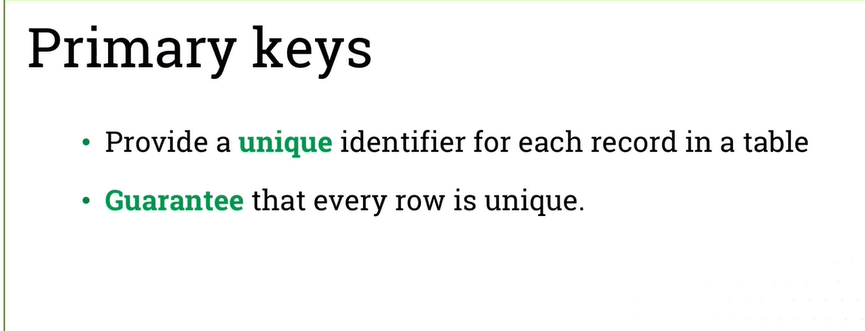 Primary keys
• Provide a unique identifier for each record in a table
• Guarantee that every row is unique.